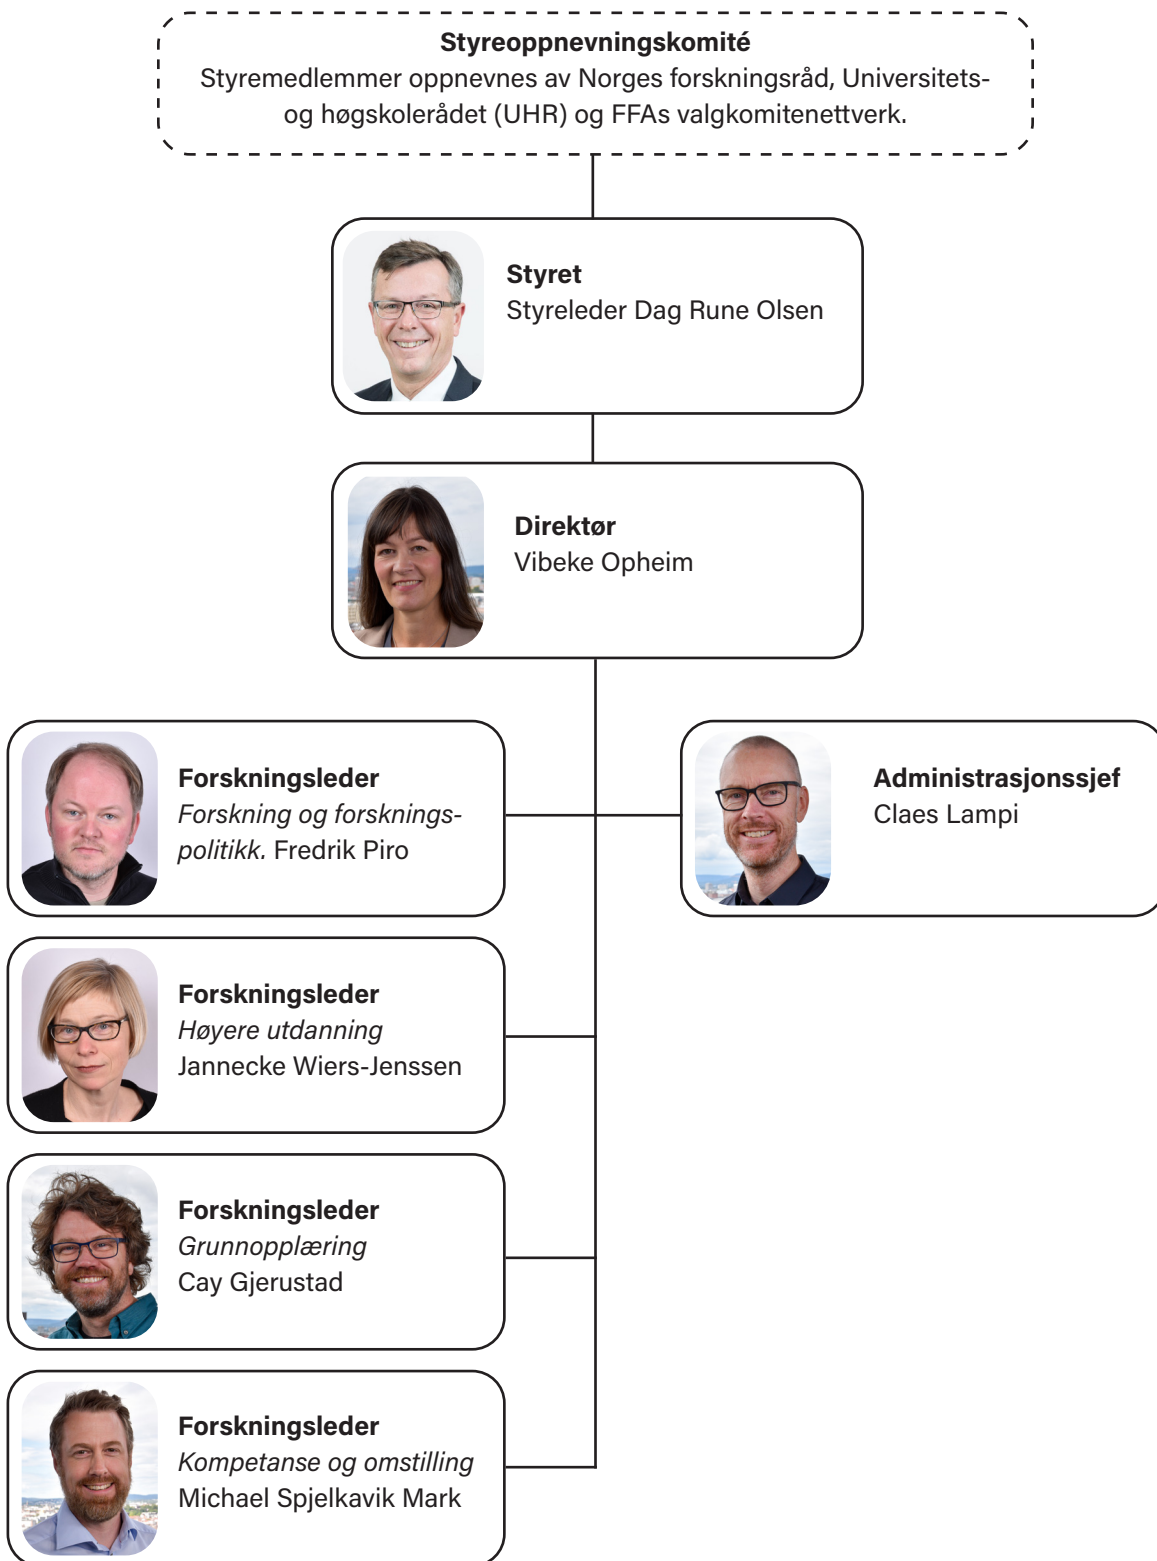 Styreoppnevningskomité
Styremedlemmer oppnevnes av Norges forskningsråd, Universitets-
og høgskolerådet (UHR) og FFAs valgkomitenettverk.
Styret
Styreleder Dag Rune Olsen
Direktør
Vibeke Opheim
Forskningsleder
Forskning og forsknings-
politikk. Fredrik Piro
Administrasjonssjef
Claes Lampi
Forskningsleder
Høyere utdanning
Jannecke Wiers-Jenssen
Forskningsleder
Grunnopplæring
Cay Gjerustad
Forskningsleder
Kompetanse og omstilling
Michael Spjelkavik Mark